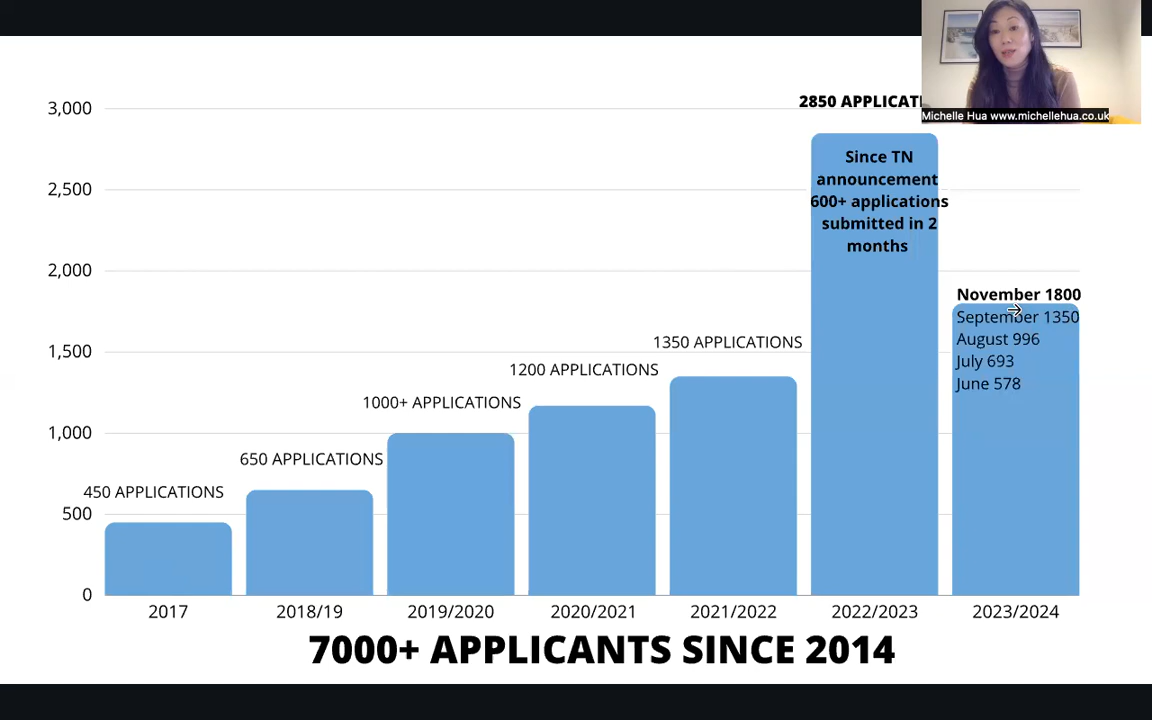 Michelle Hua www.michellehua.co.uk
3,000
2,500
2,000
1,500
1,000
500
0
450 APPLICATIONS
650 APPLICATIONS
1000+ APPLICATIONS
1200 APPLICATIONS
1350 APPLICATIONS
2850 APPLICATI
Since TN
announcement
600+ applications
submitted in 2
months
November 1800
September 1350
August 996
July 693
June 578
2017
2018/19
2019/2020
2020/2021
2021/2022
2022/2023
2023/2024
7000+ APPLICANTS SINCE 2014